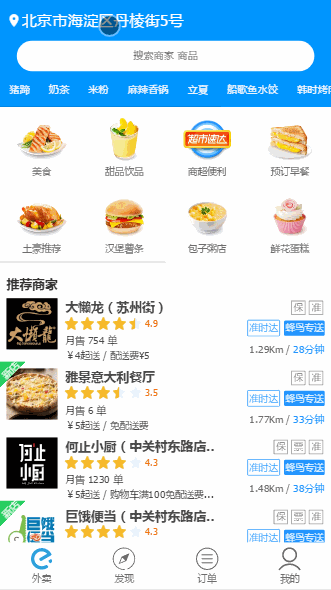 北京市海淀区丹棱街5号
搜索商家 商品
猪蹄 奶茶 米粉 麻辣香锅 立夏 船歌鱼水饺 韩时烤肉
超市速达
美食 甜品饮品 商超便利 预订早餐
土豪推荐 汉堡薯条 包子粥店 鲜花蛋糕
推荐商家
大懒龙
大懒龙（苏州街） 保 准
4.9 准时达 蜂鸟专送
月售 754 单
￥4起送 / 配送费¥5 1.29Km / 28分钟
新店
雅景意大利餐厅 保 准
3.5 准时达 蜂鸟专送
月售 6 单
￥5起送 / 免配送费 1.77Km / 33分钟
何止小厨
何止小厨（中关村东路店.. 保 票 准
4.3 准时达 蜂鸟专送
月售 1230 单
￥5起送 / 购物车满100免配送费... 1.48Km / 38分钟
新店
巨饿便当
巨饿便当（中关村东路店.. 保 票 准
4.3 准时达 蜂鸟专送
外卖 发现 订单 我的